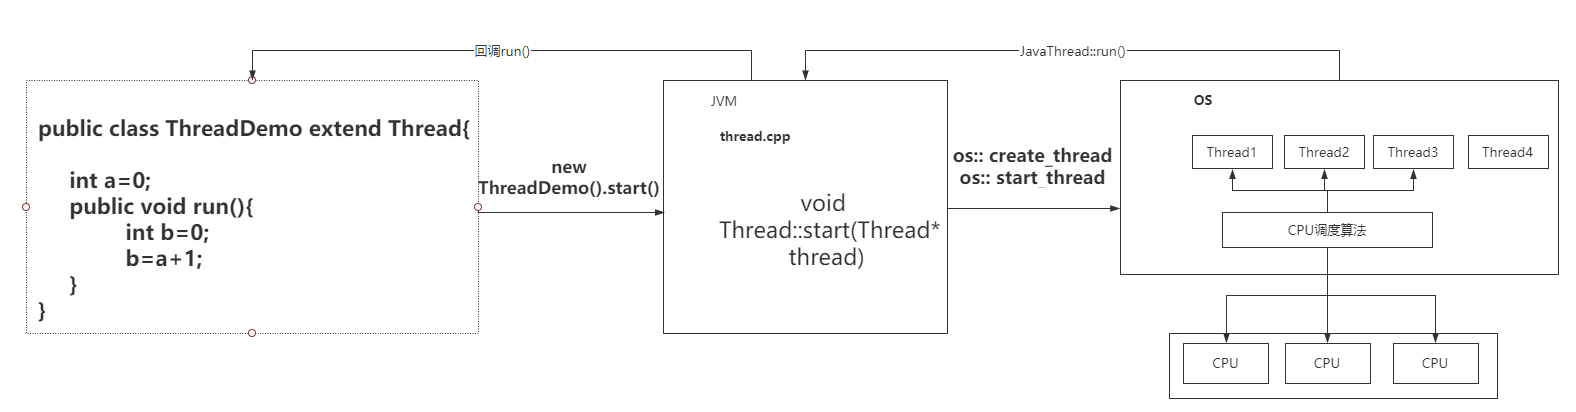 回调run()
JavaThread::run()
public class ThreadDemo extend Thread{
int a=0;
public void run(){
int b=0;
b=a+1;
}
}
new
ThreadDemo().start()
JVM
thread.cpp
void
Thread::start(Thread*
thread)
os:: create_thread
os:: start_thread
OS
Thread1
Thread2
Thread3
Thread4
CPU调度算法
CPU
CPU
CPU